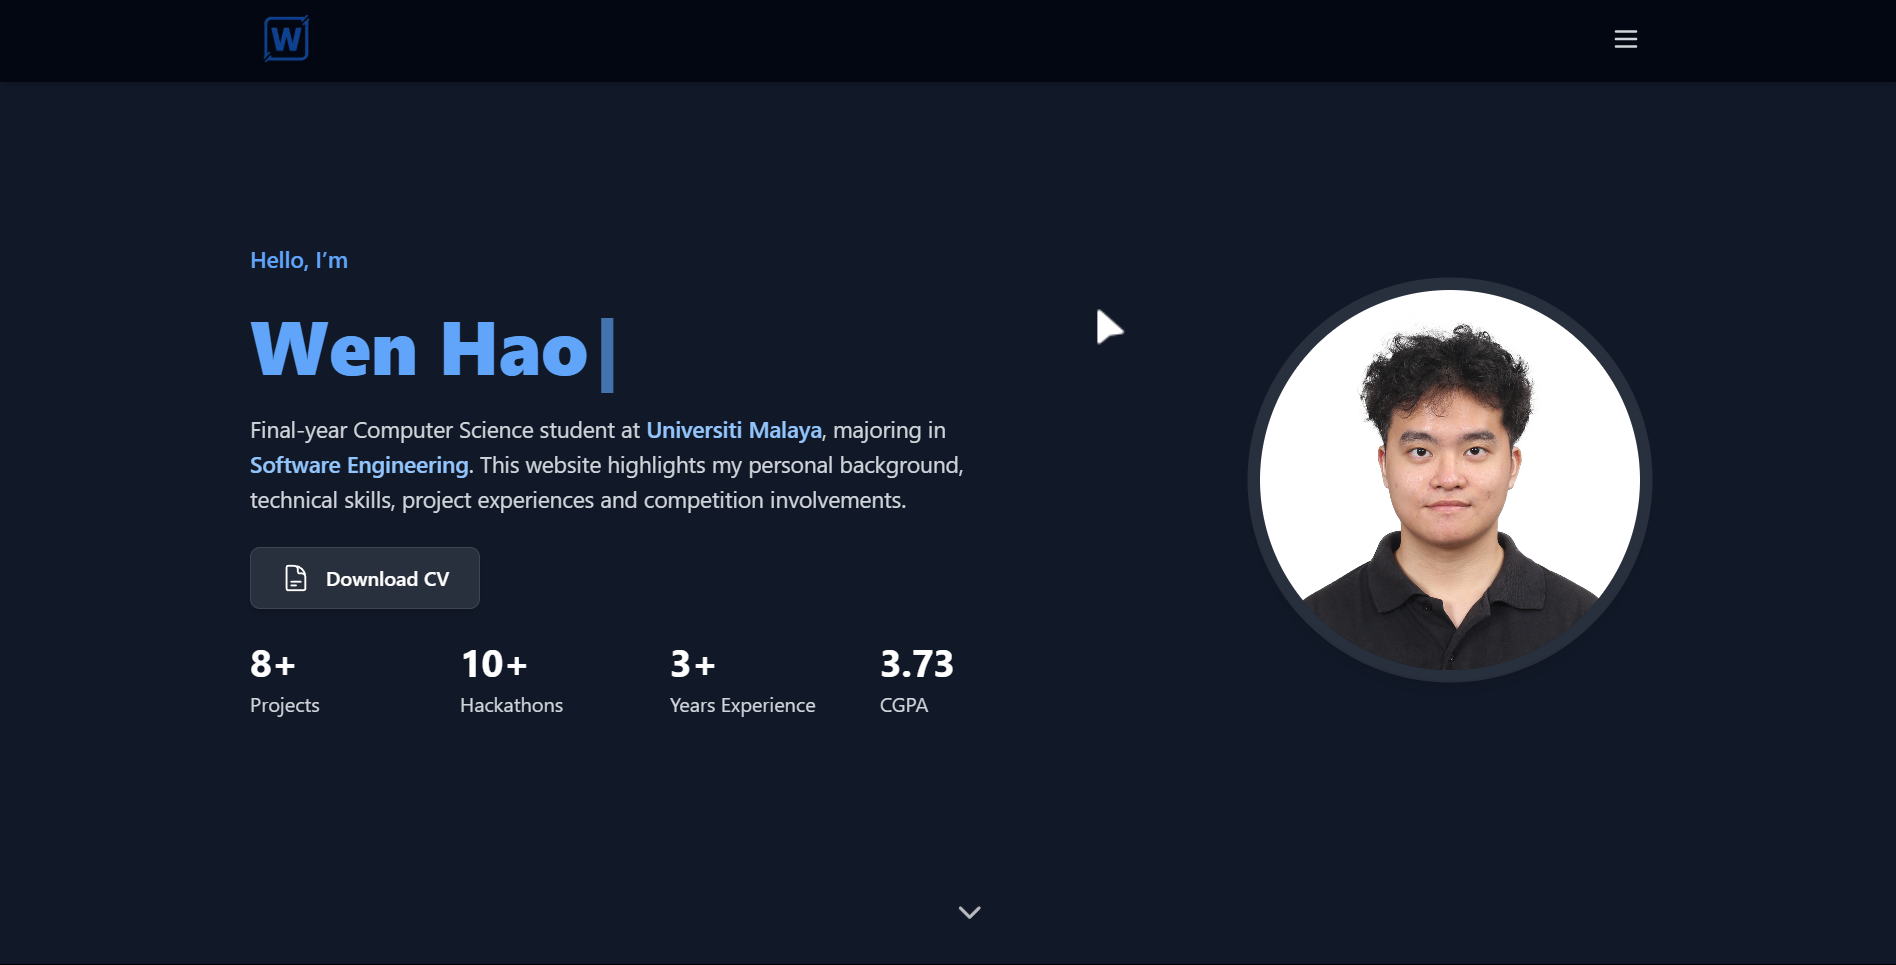 W
Hello, I’m
Wen Hao
Final-year Computer Science student at Universiti Malaya, majoring in
Software Engineering. This website highlights my personal background,
technical skills, project experiences and competition involvements.
Download CV
8+ 10+ 3+ 3.73
Projects Hackathons Years Experience CGPA